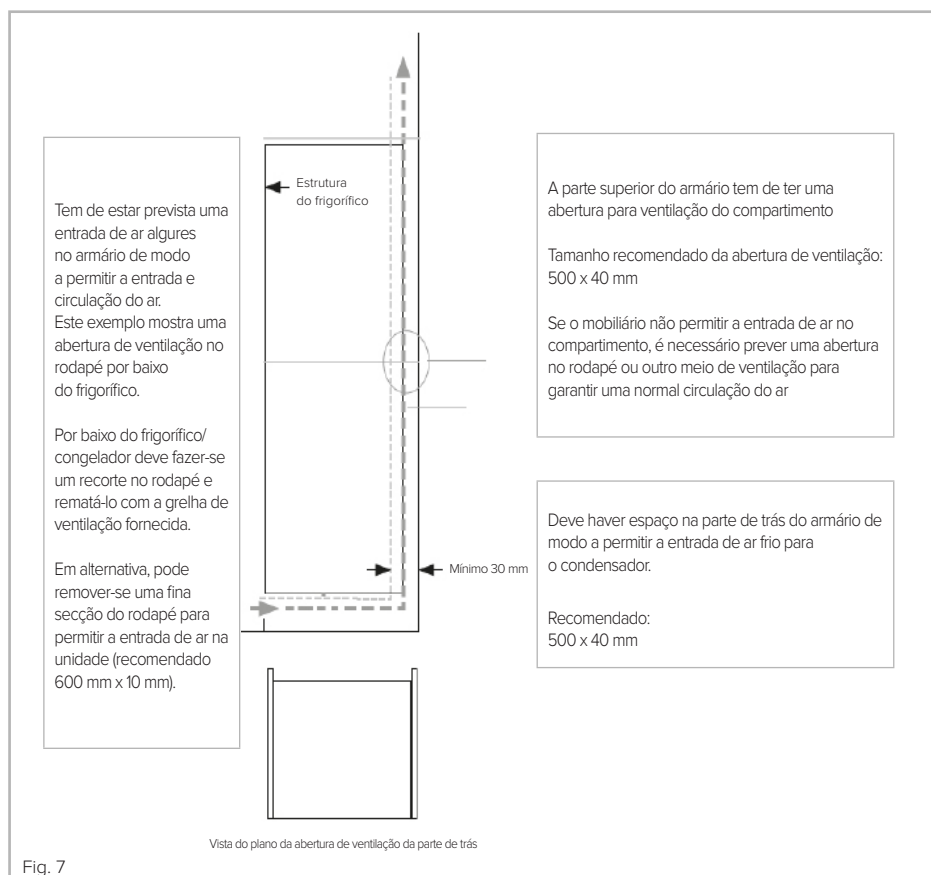 Tem de estar prevista uma
entrada de ar algures
no armário de modo
a permitir a entrada e
circulação do ar.
Este exemplo mostra uma
abertura de ventilação no
rodapé por baixo
do frigorífico.
Por baixo do frigorífico/
congelador deve fazer-se
um recorte no rodapé e
rematá-lo com a grelha de
ventilação fornecida.
Em alternativa, pode
remover-se uma fina
secção do rodapé para
permitir a entrada de ar na
unidade (recomendado
600 mm x 10 mm).
Estrutura
do frigorífico
Mínimo 30 mm
A parte superior do armário tem de ter uma
abertura para ventilação do compartimento
Tamanho recomendado da abertura de ventilação:
500 x 40 mm
Se o mobiliário não permitir a entrada de ar no
compartimento, é necessário prever uma abertura
no rodapé ou outro meio de ventilação para
garantir uma normal circulação do ar
Deve haver espaço na parte de trás do armário de
modo a permitir a entrada de ar frio para
o condensador.
Recomendado:
500 x 40 mm
Vista do plano da abertura de ventilação da parte de trás
Fig. 7